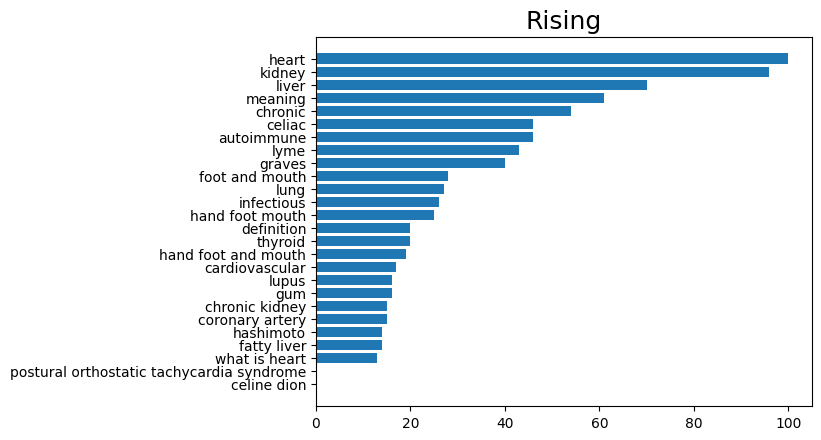 Rising
heart
kidney
liver
meaning
chronic
celiac
autoimmune
lyme
graves
foot and mouth
lung
infectious
hand foot mouth
definition
thyroid
hand foot and mouth
cardiovascular
lupus
gum
chronic kidney
coronary artery
hashimoto
fatty liver
what is heart
postural orthostatic tachycardia syndrome
celine dion
0 20 40 60 80 100